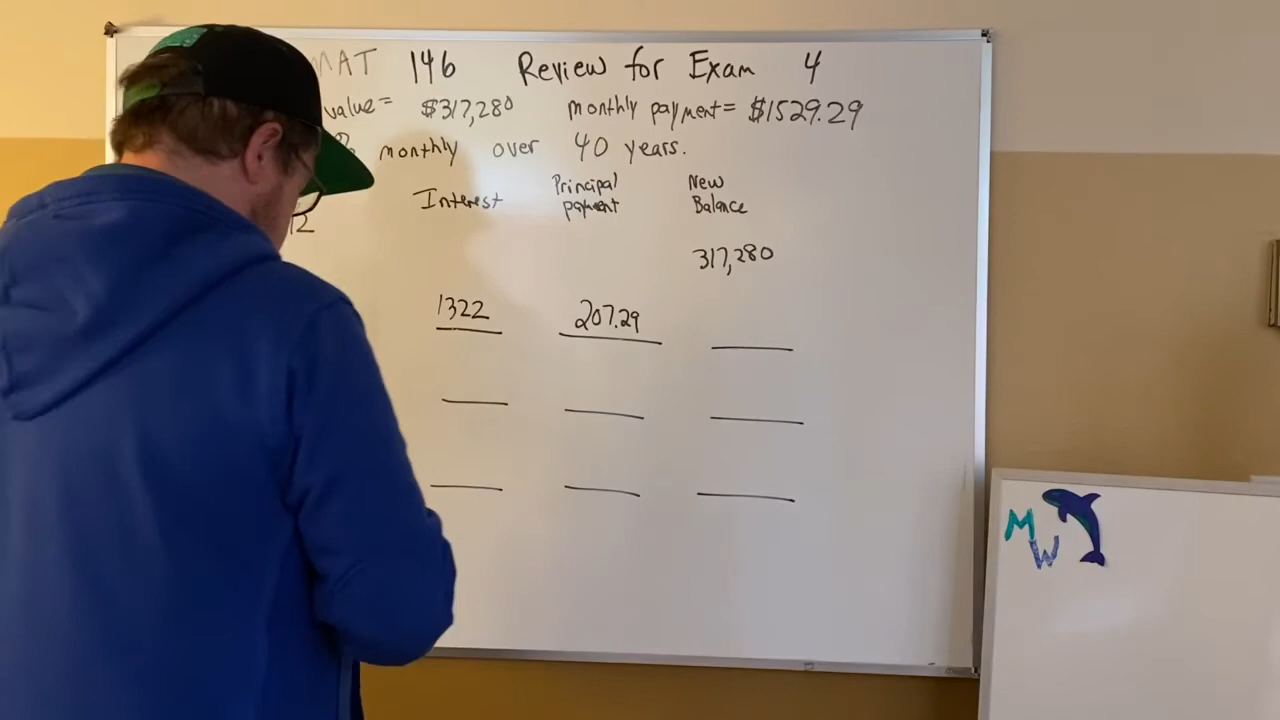 MAT 146 Review for Exam 4
value= $317,280 monthly payment= $1529.29
% monthly over 40 years.
Interest Principal payment New Balance
12
317,280
1322 207.29
M
W